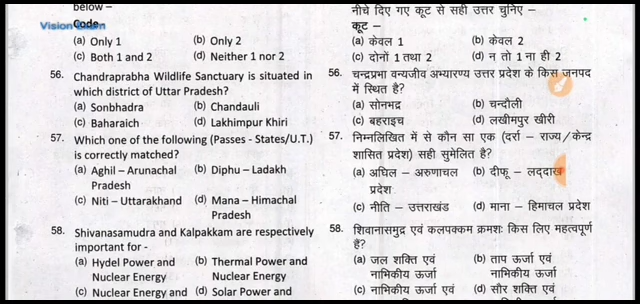 below –
Code–
Vision
(a) Only 1 (b) Only 2
(c) Both 1 and 2 (d) Neither 1 nor 2
56. Chandraprabha Wildlife Sanctuary is situated in
which district of Uttar Pradesh?
(a) Sonbhadra (b) Chandauli
(c) Baharaich (d) Lakhimpur Khiri
57. Which one of the following (Passes - States/U.T.)
is correctly matched?
(a) Aghil – Arunachal (b) Diphu – Ladakh
Pradesh
(c) Niti – Uttarakhand (d) Mana – Himachal
Pradesh
58. Shivanasamudra and Kalpakkam are respectively
important for -
(a) Hydel Power and (b) Thermal Power and
Nuclear Energy Nuclear Energy
(c) Nuclear Energy and (d) Solar Power and
नीचे दिए गए कूट से सही उत्तर चुनिए –
कूट –
(a) केवल 1 (b) केवल 2
(c) दोनों 1 तथा 2 (d) न तो 1 ना ही 2
56. चन्द्रप्रभा वन्यजीव अभ्यारण्य उत्तर प्रदेश के किस जनपद
में स्थित है?
(a) सोनभद्र (b) चन्दौली
(c) बहराइच (d) लखीमपुर खीरी
57. निम्नलिखित में से कौन सा एक (दर्रा – राज्य/केन्द्र
शासित प्रदेश) सही सुमेलित है?
(a) अघिल – अरुणाचल (b) दीफू – लद्दाख
प्रदेश
(c) नीति – उत्तराखंड (d) माना – हिमाचल प्रदेश
58. शिवानासमुद्र एवं कलपक्कम क्रमशः किस लिए महत्वपूर्ण
हैं?
(a) जल शक्ति एवं (b) ताप ऊर्जा एवं
नाभिकीय ऊर्जा नाभिकीय ऊर्जा
(c) नाभिकीय ऊर्जा एवं (d) सौर शक्ति एवं